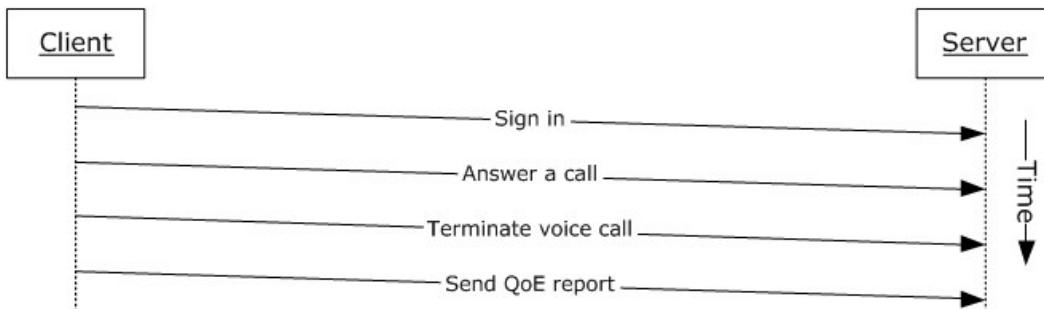 Client
Server
Sign in
Answer a call
Terminate voice call
Send QoE report
Time